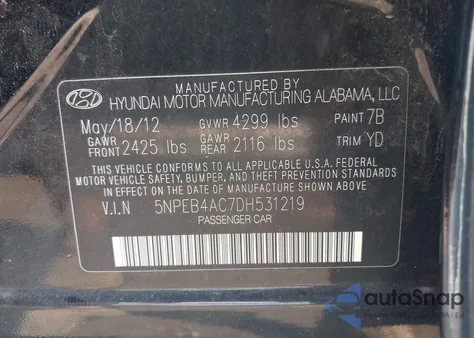 MANUFACTURED BY
HYUNDAI MOTOR MANUFACTURING ALABAMA, LLC
May/18/12 GVWR 4299 lbs PAINT 7B
GAWR FRONT 2425 lbs GAWR REAR 2116 lbs TRIM YD
THIS VEHICLE CONFORMS TO ALL APPLICABLE U.S.A. FEDERAL
MOTOR VEHICLE SAFETY, BUMPER, AND THEFT PREVENTION STANDARDS
IN EFFECT ON THE DATE OF MANUFACTURE SHOWN ABOVE.
V.I.N 5NPEB4AC7DH531219
PASSENGER CAR
autoSnap